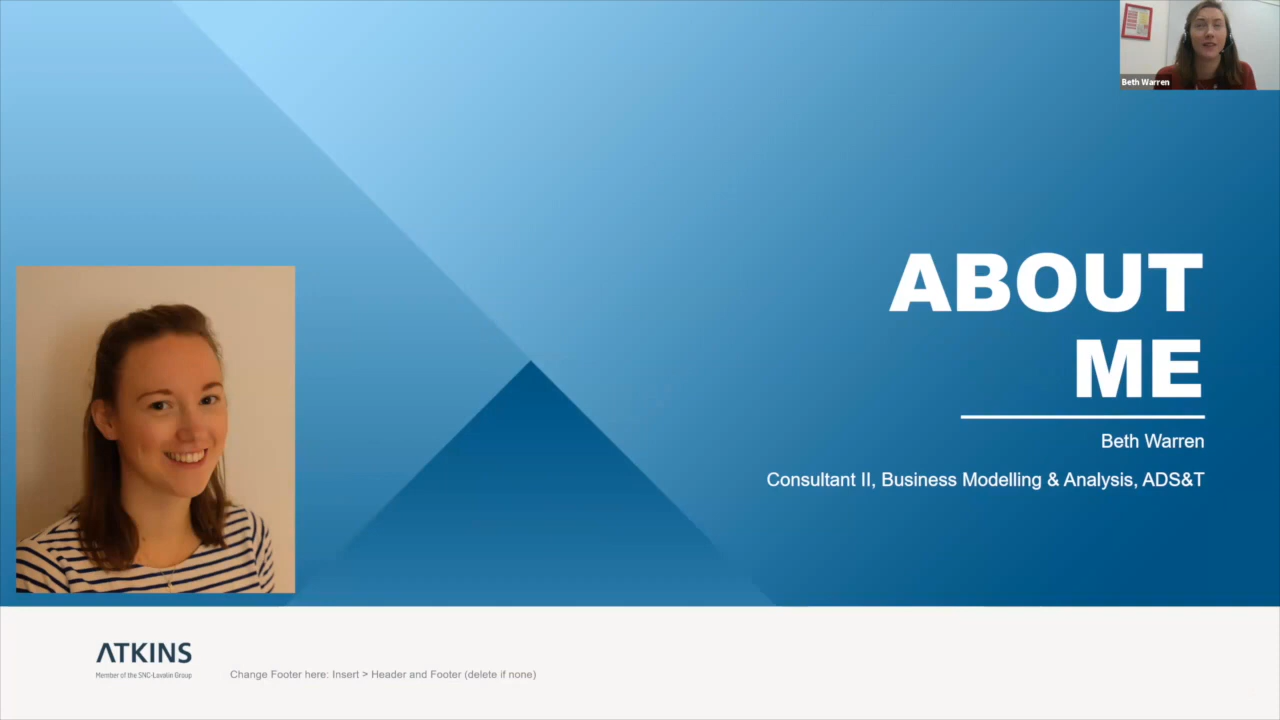 Beth Warren
ABOUT
ME
Beth Warren
Consultant II, Business Modelling & Analysis, ADS&T
ATKINS
Member of the SNC-Lavalin Group
Change Footer here: Insert > Header and Footer (delete if none)